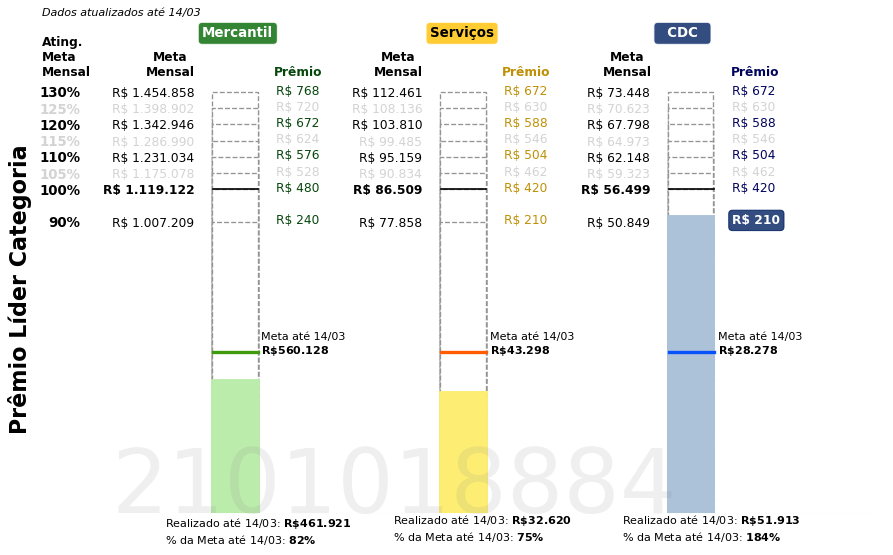 Dados atualizados até 14/03
Mercantil Serviços CDC
Ating. Meta Mensal Meta Mensal Prêmio Meta Mensal Prêmio Meta Mensal Prêmio
130% R$ 1.454.858 R$ 768 R$ 112.461 R$ 672 R$ 73.448 R$ 672
125% R$ 1.398.902 R$ 720 R$ 108.136 R$ 630 R$ 70.623 R$ 630
120% R$ 1.342.946 R$ 672 R$ 103.810 R$ 588 R$ 67.798 R$ 588
115% R$ 1.286.990 R$ 624 R$ 99.485 R$ 546 R$ 64.973 R$ 546
110% R$ 1.231.034 R$ 576 R$ 95.159 R$ 504 R$ 62.148 R$ 504
105% R$ 1.175.078 R$ 528 R$ 90.834 R$ 462 R$ 59.323 R$ 462
100% R$ 1.119.122 R$ 480 R$ 86.509 R$ 420 R$ 56.499 R$ 420
90% R$ 1.007.209 R$ 240 R$ 77.858 R$ 210 R$ 50.849 R$ 210
Prêmio Líder Categoria
Meta até 14/03 Meta até 14/03 Meta até 14/03
R$560.128 R$43.298 R$28.278
2101018884
Realizado até 14/03: R$461.921 Realizado até 14/03: R$32.620 Realizado até 14/03: R$51.913
% da Meta até 14/03: 82% % da Meta até 14/03: 75% % da Meta até 14/03: 184%